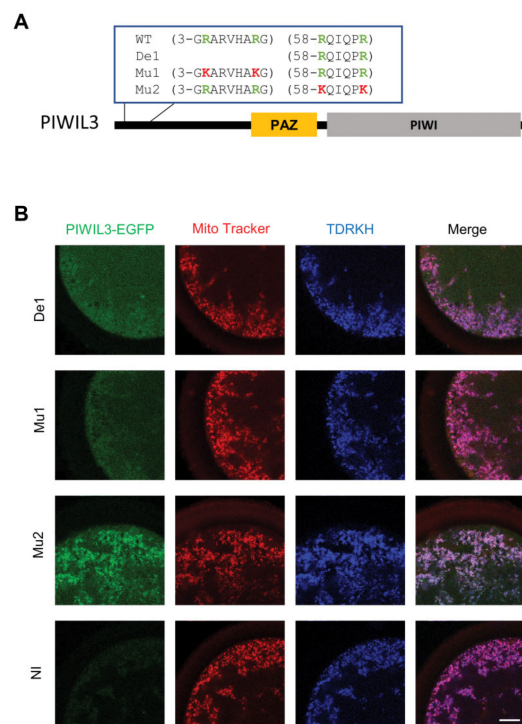 A
WT (3-GRARVHARG) (58-RQIQPR)
De1 (58-RQIQPR)
Mu1 (3-GKARVHAKG) (58-RQIQPR)
Mu2 (3-GRARVHARG) (58-KQIQPK)
PIWIL3 PAZ PIWI
B
PIWIL3-EGFP Mito Tracker TDRKH Merge
De1
Mu1
Mu2
NI